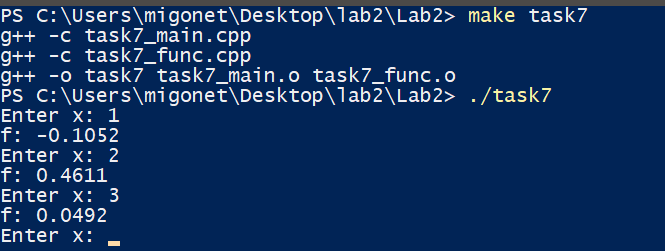 PS C:\Users\migonet\Desktop\lab2\Lab2> make task7
g++ -c task7_main.cpp
g++ -c task7_func.cpp
g++ -o task7 task7_main.o task7_func.o
PS C:\Users\migonet\Desktop\lab2\Lab2> ./task7
Enter x: 1
f: -0.1052
Enter x: 2
f: 0.4611
Enter x: 3
f: 0.0492
Enter x: